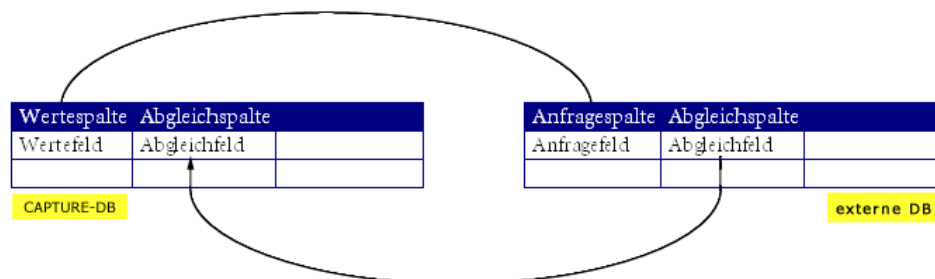 Wertespalte Abgleichspalte
Wertefeld Abgleichfeld
CAPTURE-DB
Anfragespalte Abgleichspalte
Anfragefeld Abgleichfeld
externe DB